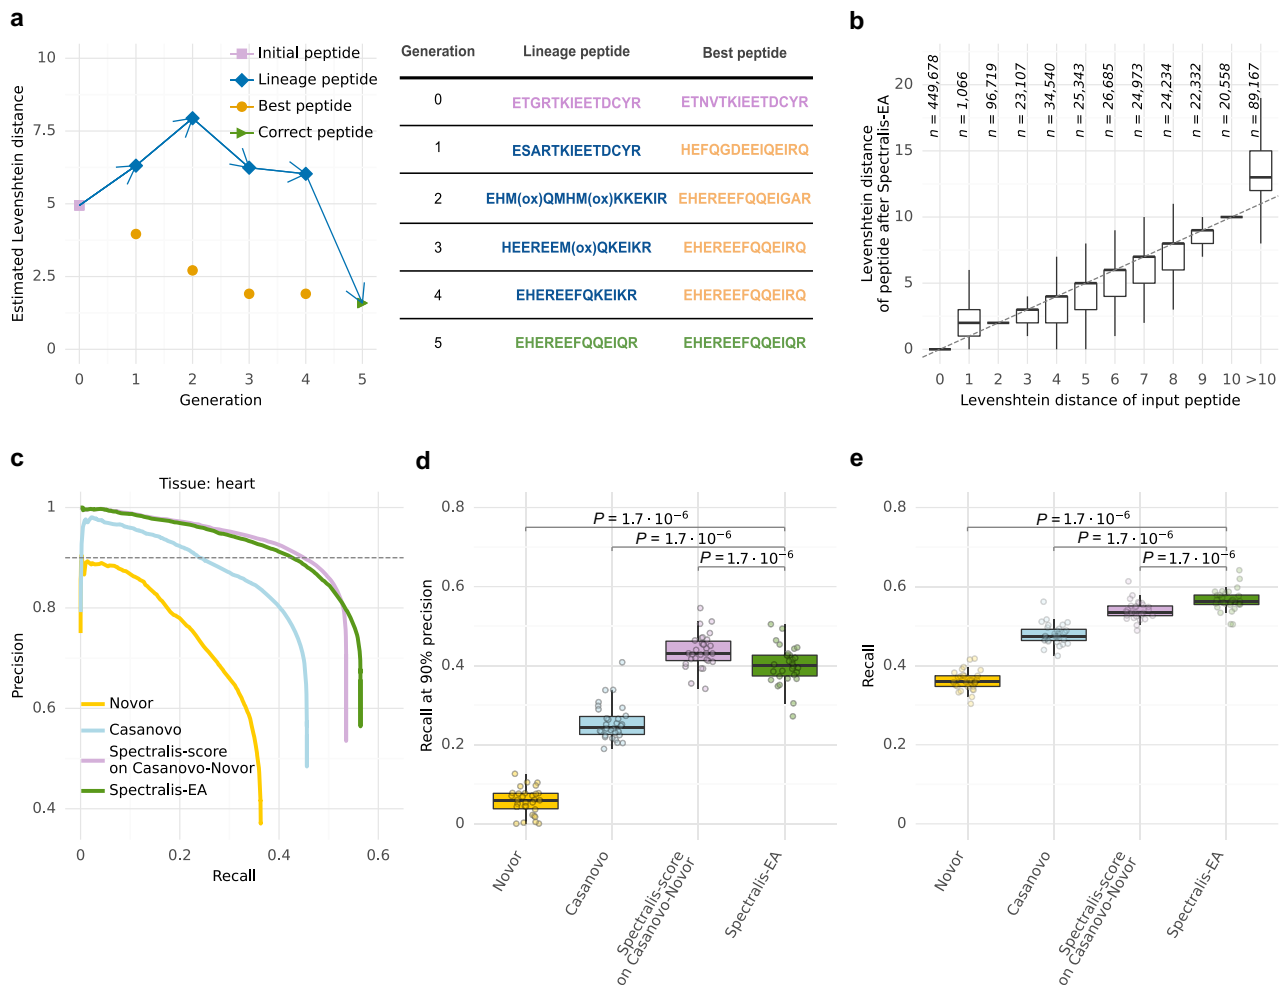 a
10
7.5
5
2.5
0
Estimated Levenshtein distance
0 1 2 3 4 5
Generation
Initial peptide
Lineage peptide
Best peptide
Correct peptide
Generation Lineage peptide Best peptide
0 ETGRTKIEETDCYR ETNVTKIEETDCYR
1 ESARTKIEETDCYR HEFQGDEEIQEIRQ
2 EHM(ox)QMHM(ox)KKEKIR EHEREEFQQEIGAR
3 HEEREEM(ox)QKEIKR EHEREEFQQEIRQ
4 EHEREEFQKEIKR EHEREEFQQEIRQ
5 EHEREEFQQEIQR EHEREEFQQEIQR
b
20
15
10
5
0
Levenshtein distance
of peptide after Spectralis-EA
n = 449,678
n = 1,066
n = 96,719
n = 23,107
n = 34,540
n = 25,343
n = 26,685
n = 24,973
n = 24,234
n = 22,332
n = 20,558
n = 89,167
0 1 2 3 4 5 6 7 8 9 10 >10
Levenshtein distance of input peptide
c
Tissue: heart
1
0.8
0.6
0.4
Precision
Novor
Casanovo
Spectralis-score
on Casanovo-Novor
Spectralis-EA
0 0.2 0.4 0.6
Recall
d
0.8
0.6
0.4
0.2
0
Recall at 90% precision
P = 1.7 · 10⁻⁶
P = 1.7 · 10⁻⁶
P = 1.7 · 10⁻⁶
Novor
Casanovo
Spectralis-score
on Casanovo-Novor
Spectralis-EA
e
0.8
0.6
0.4
0.2
0
Recall
P = 1.7 · 10⁻⁶
P = 1.7 · 10⁻⁶
P = 1.7 · 10⁻⁶
Novor
Casanovo
Spectralis-score
on Casanovo-Novor
Spectralis-EA